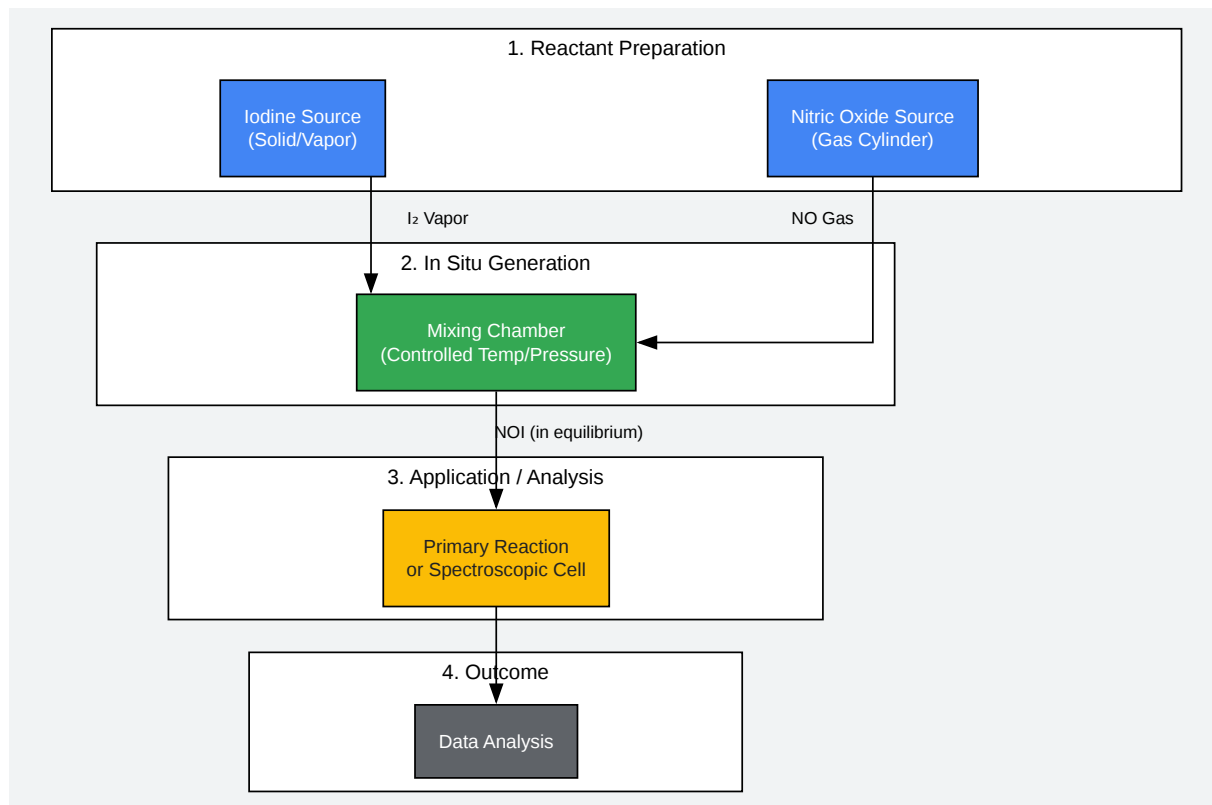 1. Reactant Preparation
Iodine Source
(Solid/Vapor)
Nitric Oxide Source
(Gas Cylinder)
I₂ Vapor
NO Gas
2. In Situ Generation
Mixing Chamber
(Controlled Temp/Pressure)
NOI (in equilibrium)
3. Application / Analysis
Primary Reaction
or Spectroscopic Cell
4. Outcome
Data Analysis